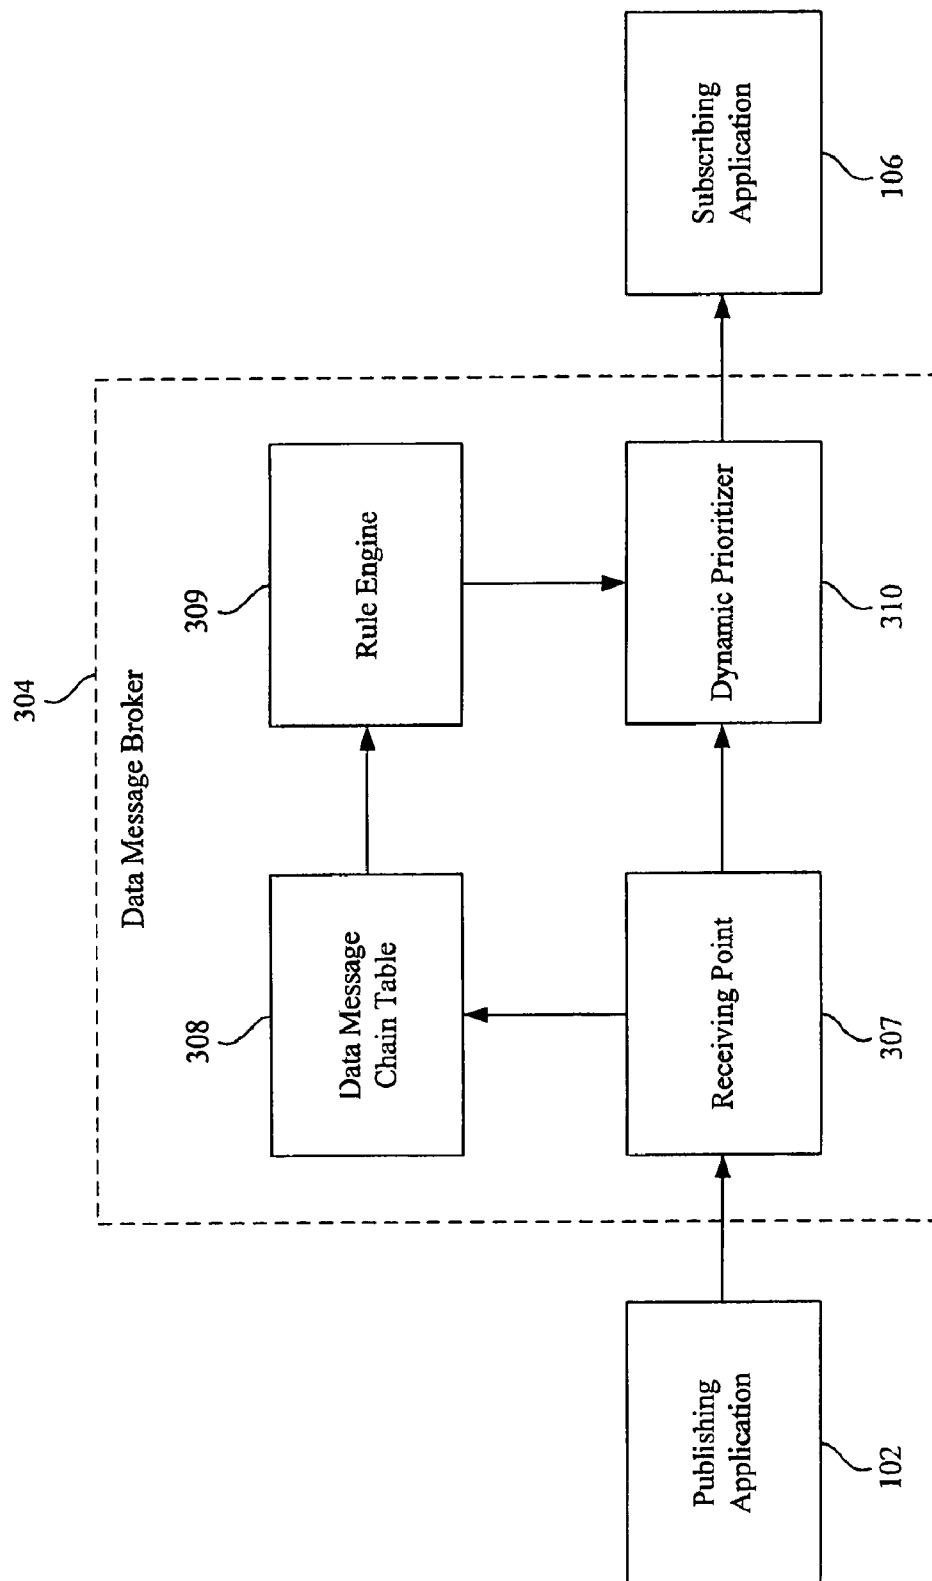 304
Data Message Broker
308
Data Message
Chain Table
309
Rule Engine
Publishing
Application
102
Receiving Point
307
Dynamic Prioritizer
310
Subscribing
Application
106